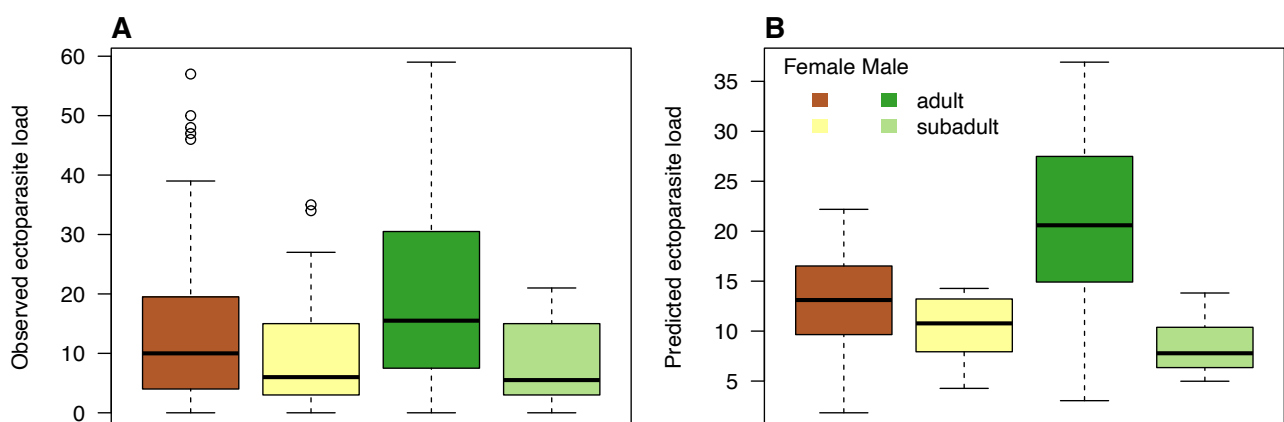 A
Observed ectoparasite load
60
50
40
30
20
10
0
B
Predicted ectoparasite load
35
30
25
20
15
10
5
Female Male
adult
subadult